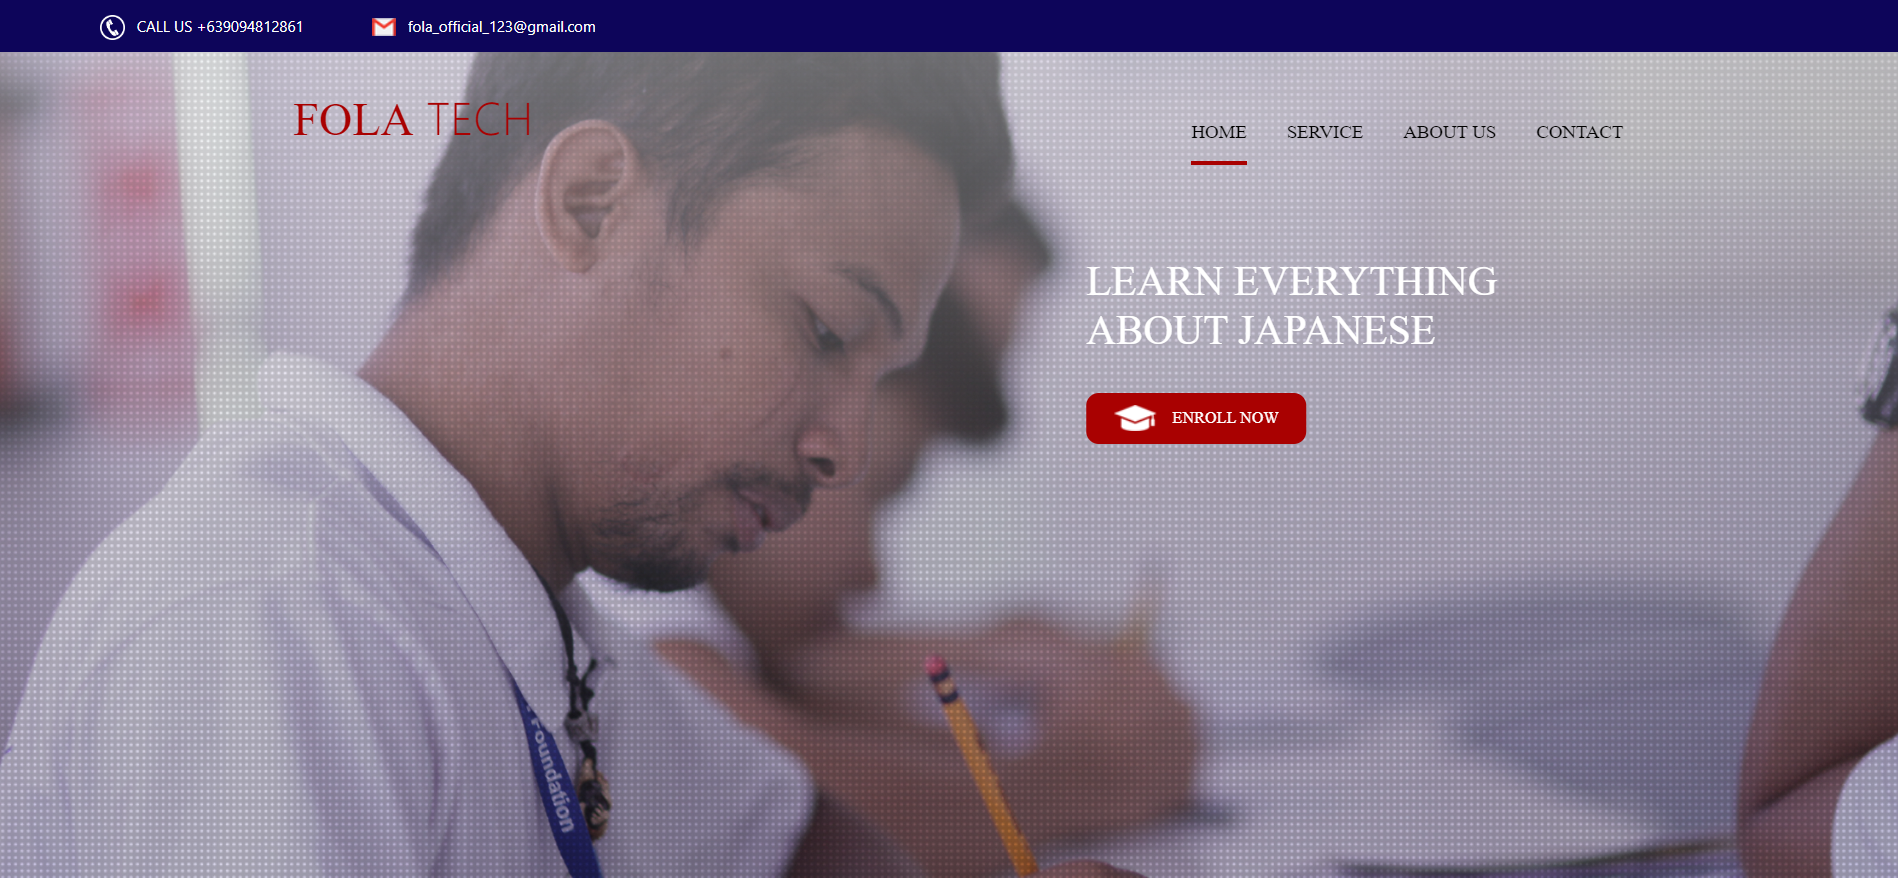 CALL US +639094812861
fola_official_123@gmail.com
FOLA TECH
HOME
SERVICE
ABOUT US
CONTACT
LEARN EVERYTHING
ABOUT JAPANESE
ENROLL NOW
Foundation